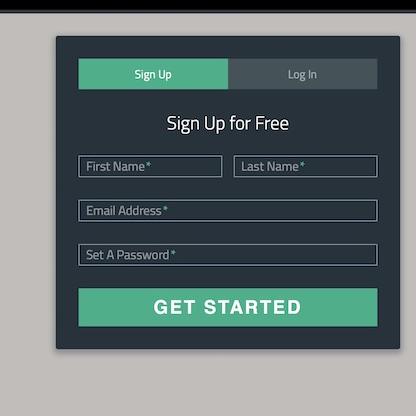 Sign Up Log In
Sign Up for Free
First Name* Last Name*
Email Address*
Set A Password*
GET STARTED